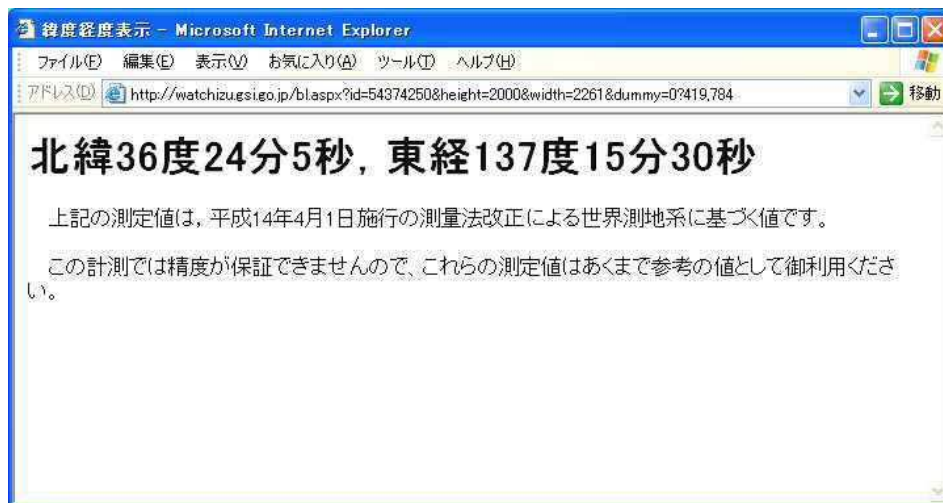 緯度経度表示 - Microsoft Internet Explorer
ファイル(F) 編集(E) 表示(V) お気に入り(A) ツール(T) ヘルプ(H)
アドレス(D) http://watchizu.gsi.go.jp/bl.aspx?id=54374250&height=2000&width=2261&dummy=0?419,784 移動
北緯36度24分5秒, 東経137度15分30秒
上記の測定値は, 平成14年4月1日施行の測量法改正による世界測地系に基づく値です。
この計測では精度が保証できませんので、これらの測定値はあくまで参考の値として御利用くださ
い。